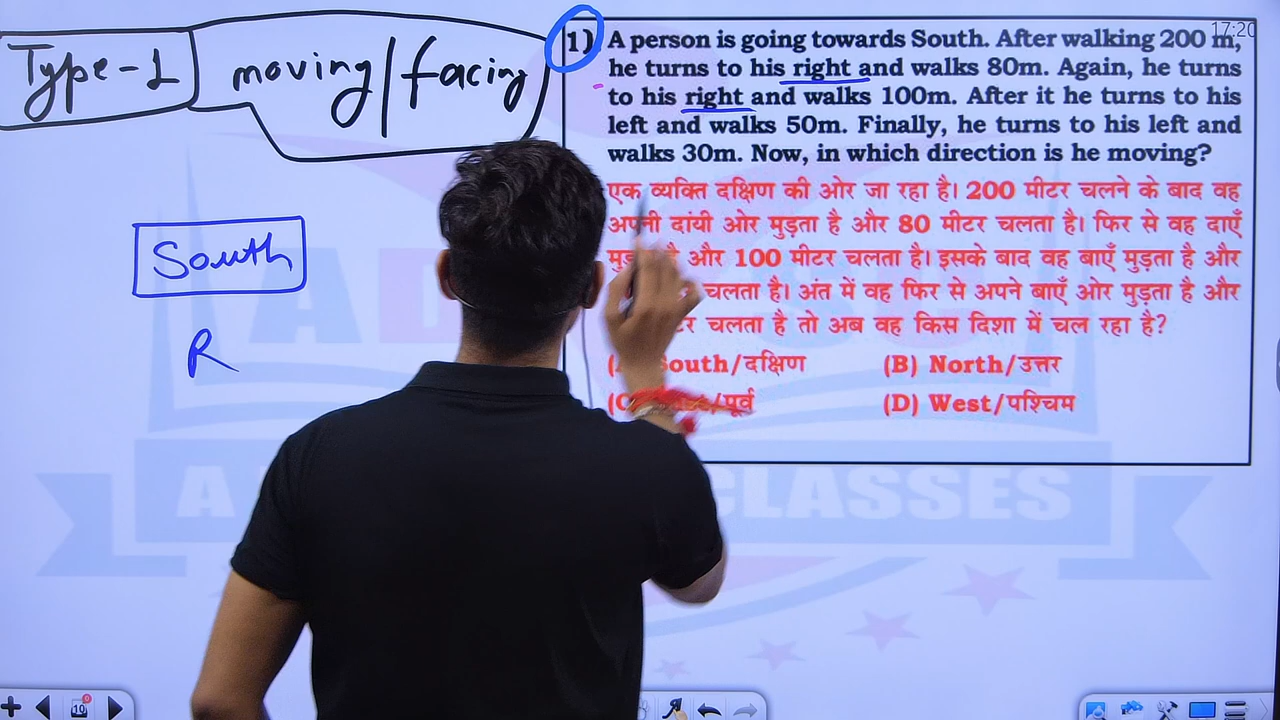 Type-1
moving/facing
17:20
1) A person is going towards South. After walking 200 m,
he turns to his right and walks 80m. Again, he turns
to his right and walks 100m. After it he turns to his
left and walks 50m. Finally, he turns to his left and
walks 30m. Now, in which direction is he moving?
एक व्यक्ति दक्षिण की ओर जा रहा है। 200 मीटर चलने के बाद वह
अपनी दांयी ओर मुड़ता है और 80 मीटर चलता है। फिर से वह दाएँ
और 100 मीटर चलता है। इसके बाद वह बाएँ मुड़ता है और
चलता है। अंत में वह फिर से अपने बाएँ ओर मुड़ता है और
चलता है तो अब वह किस दिशा में चल रहा है?
South/दक्षिण (B) North/उत्तर
/पूर्व (D) West/पश्चिम
South
R
A CLASSES
10